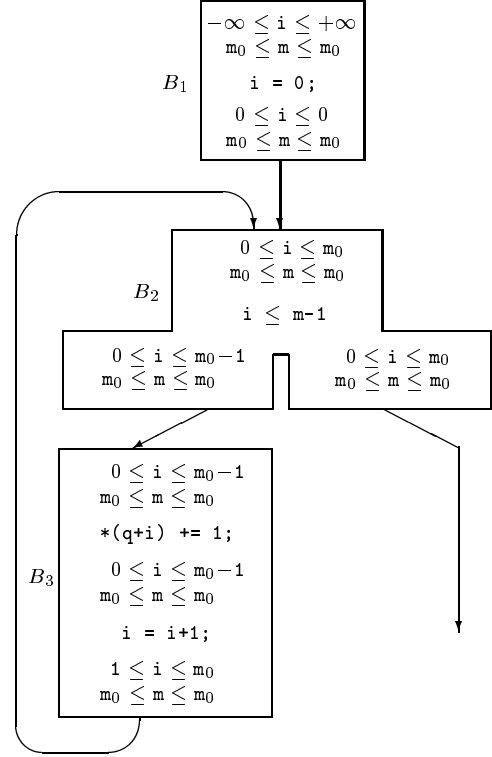 −∞ ≤ i ≤ +∞
m₀ ≤ m ≤ m₀
B₁
i = 0;
0 ≤ i ≤ 0
m₀ ≤ m ≤ m₀
0 ≤ i ≤ m₀
m₀ ≤ m ≤ m₀
B₂
i ≤ m-1
0 ≤ i ≤ m₀−1
m₀ ≤ m ≤ m₀
0 ≤ i ≤ m₀
m₀ ≤ m ≤ m₀
0 ≤ i ≤ m₀−1
m₀ ≤ m ≤ m₀
*(q+i) += 1;
B₃
0 ≤ i ≤ m₀−1
m₀ ≤ m ≤ m₀
i = i+1;
1 ≤ i ≤ m₀
m₀ ≤ m ≤ m₀